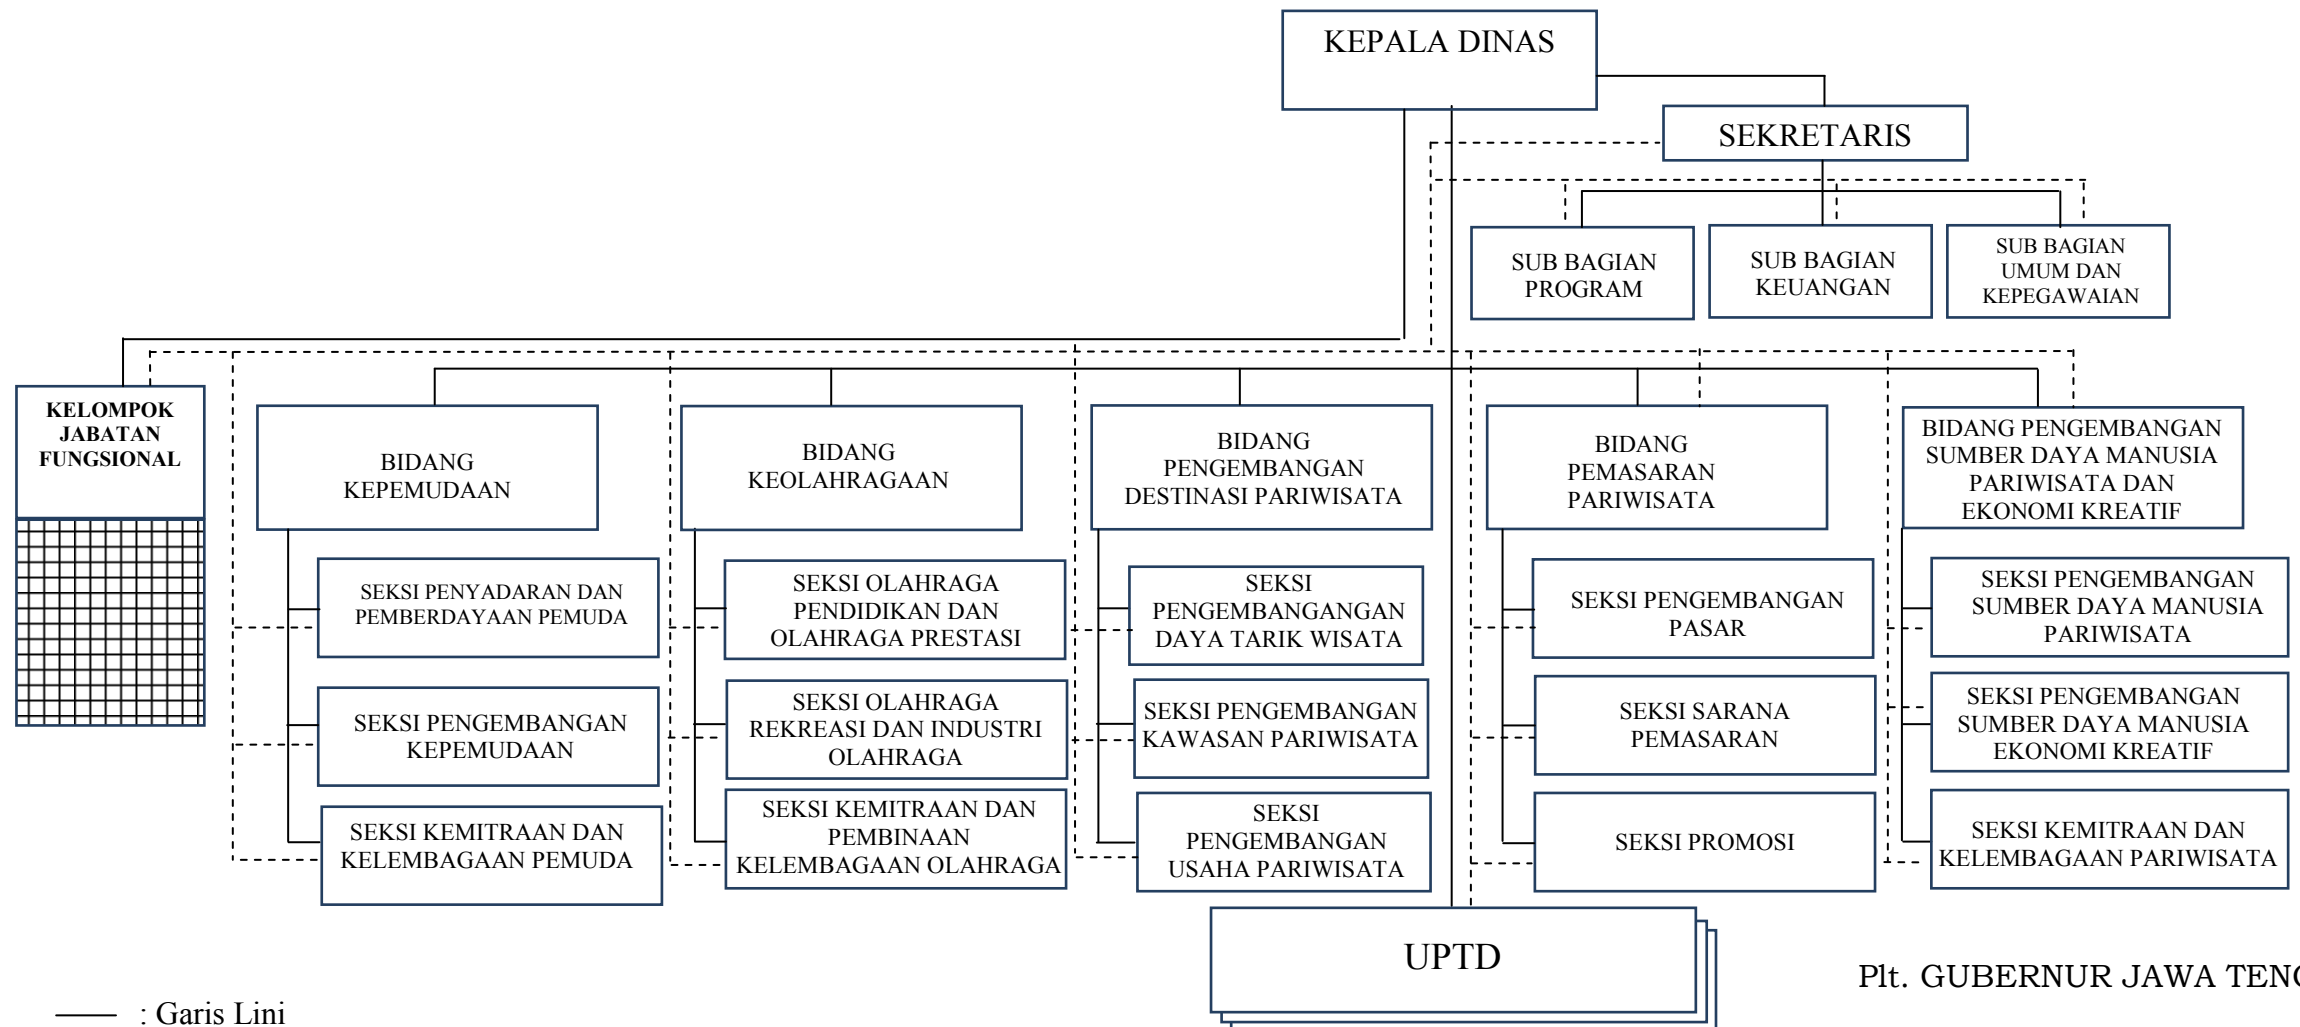 KEPALA DINAS
SEKRETARIS
SUB BAGIAN
PROGRAM
SUB BAGIAN
KEUANGAN
SUB BAGIAN
UMUM DAN
KEPEGAWAIAN
KELOMPOK
JABATAN
FUNGSIONAL
BIDANG
KEPEMUDAAN
BIDANG
KEOLAHRAGAAN
BIDANG
PENGEMBANGAN
DESTINASI PARIWISATA
BIDANG
PEMASARAN
PARIWISATA
BIDANG PENGEMBANGAN
SUMBER DAYA MANUSIA
PARIWISATA DAN
EKONOMI KREATIF
SEKSI PENYADARAN DAN
PEMBERDAYAAN PEMUDA
SEKSI OLAHRAGA
PENDIDIKAN DAN
OLAHRAGA PRESTASI
SEKSI
PENGEMBANGANGAN
DAYA TARIK WISATA
SEKSI PENGEMBANGAN
PASAR
SEKSI PENGEMBANGAN
SUMBER DAYA MANUSIA
PARIWISATA
SEKSI PENGEMBANGAN
KEPEMUDAAN
SEKSI OLAHRAGA
REKREASI DAN INDUSTRI
OLAHRAGA
SEKSI PENGEMBANGAN
KAWASAN PARIWISATA
SEKSI SARANA
PEMASARAN
SEKSI PENGEMBANGAN
SUMBER DAYA MANUSIA
EKONOMI KREATIF
SEKSI KEMITRAAN DAN
KELEMBAGAAN PEMUDA
SEKSI KEMITRAAN DAN
PEMBINAAN
KELEMBAGAAN OLAHRAGA
SEKSI
PENGEMBANGAN
USAHA PARIWISATA
SEKSI PROMOSI
SEKSI KEMITRAAN DAN
KELEMBAGAAN PARIWISATA
UPTD
Plt. GUBERNUR JAWA
: Garis Lini